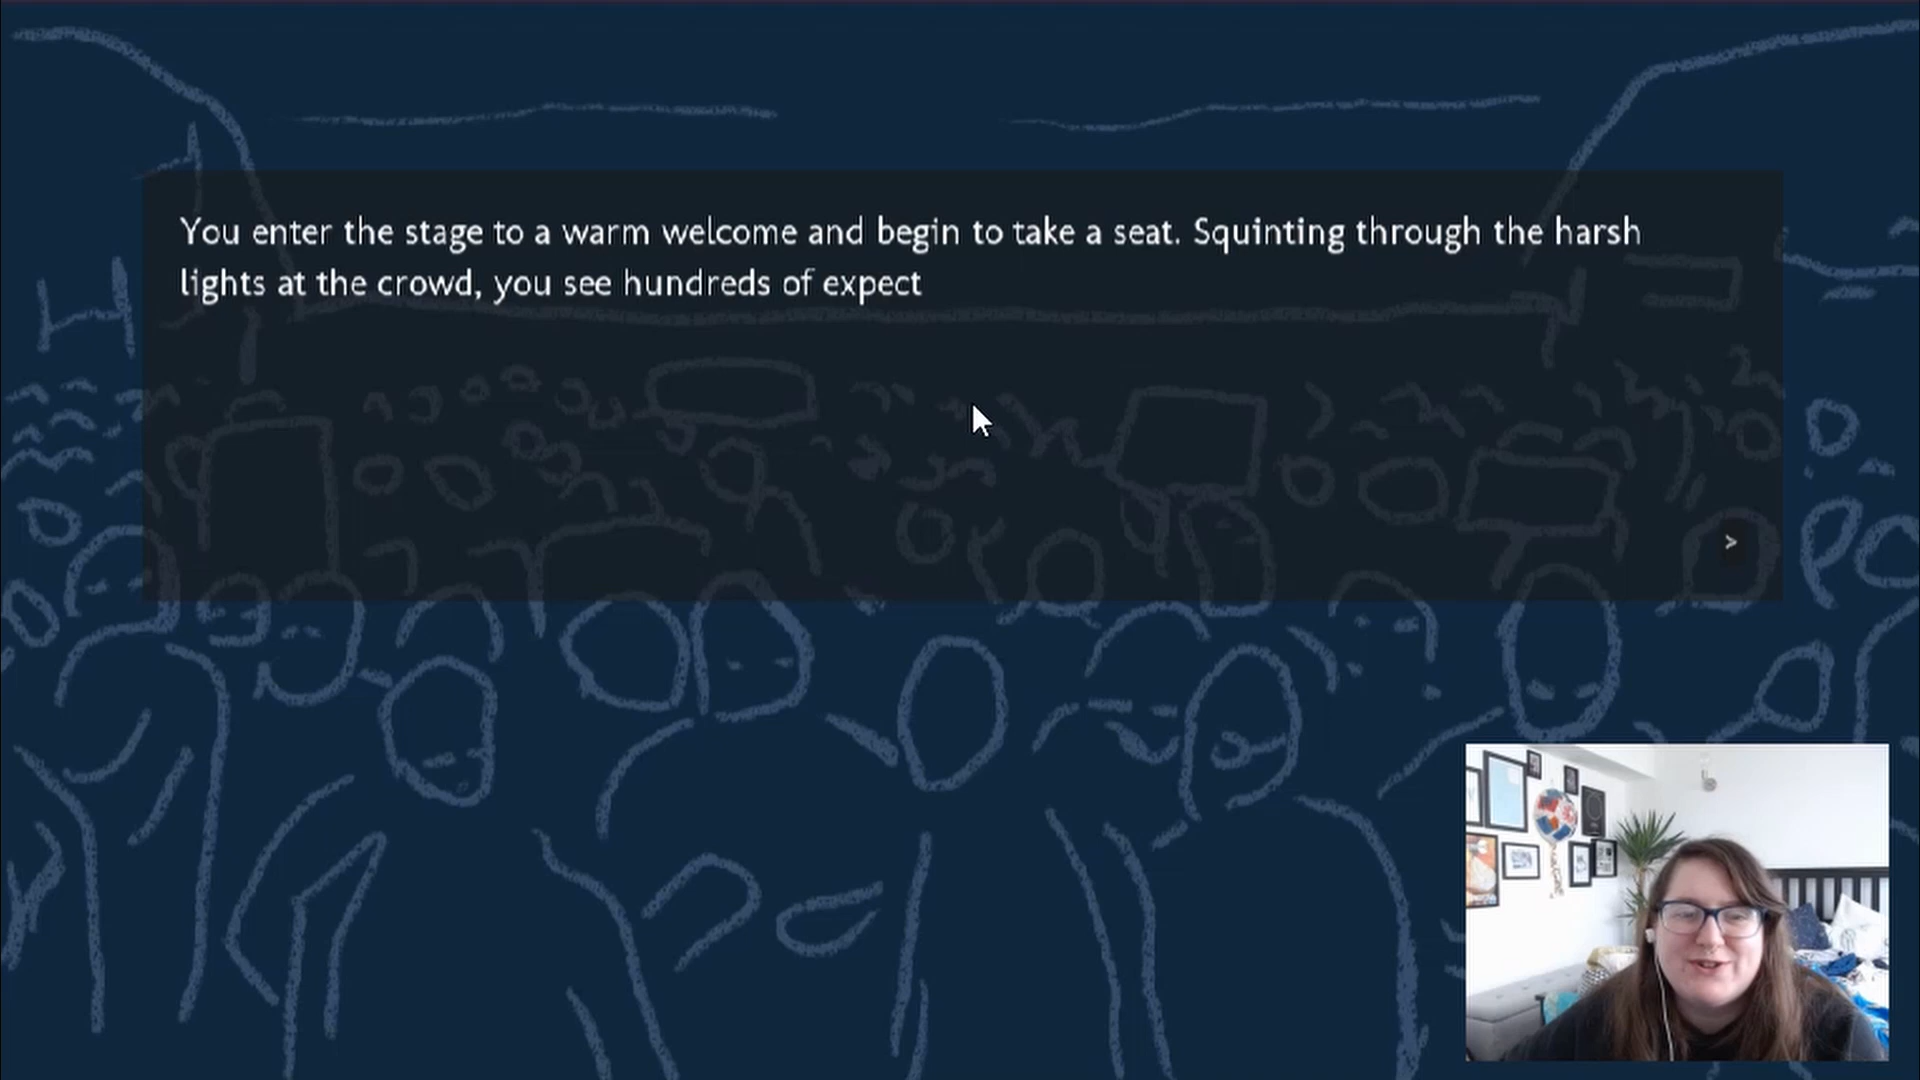 You enter the stage to a warm welcome and begin to take a seat. Squinting through the harsh
lights at the crowd, you see hundreds of expect
>